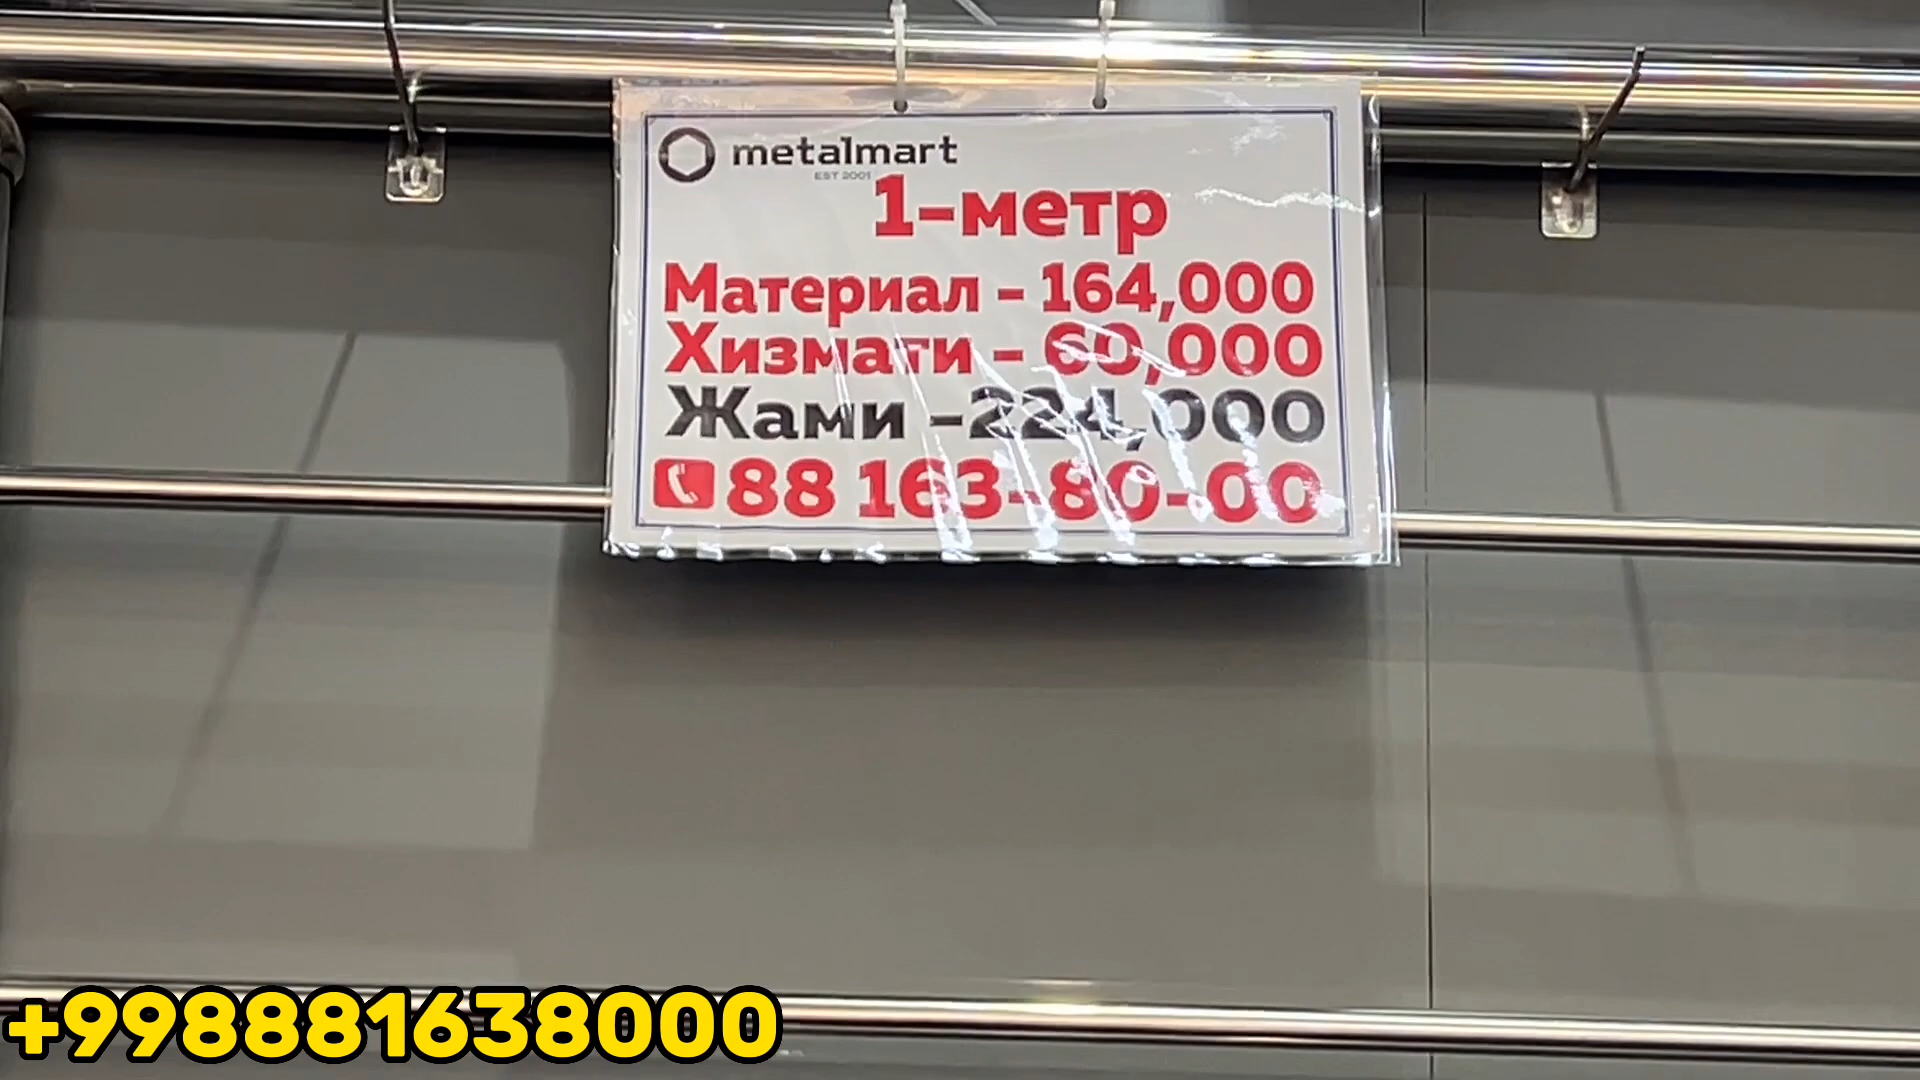 metalmart
EST 2001
1-метр
Материал - 164,000
Хизмати - 60,000
Жами -224,000
88 163-80-00
+998881638000